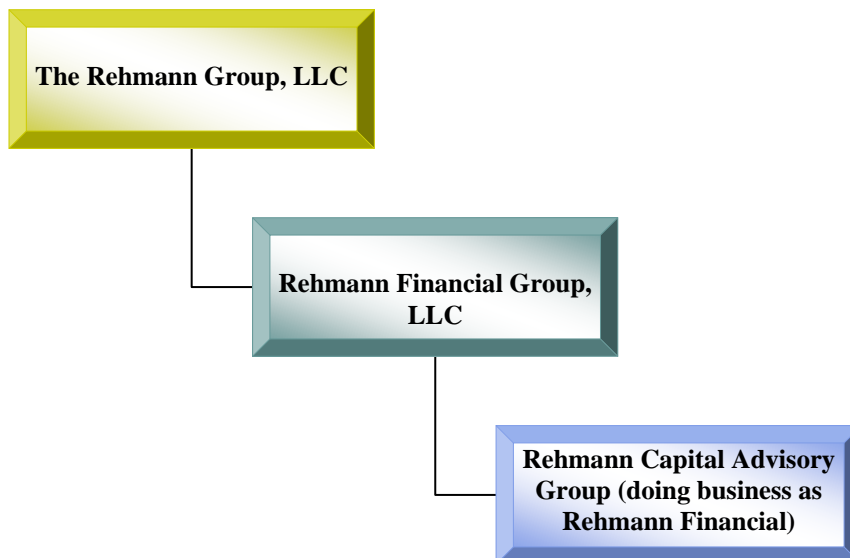 The Rehmann Group, LLC
Rehmann Financial Group,
LLC
Rehmann Capital Advisory
Group (doing business as
Rehmann Financial)